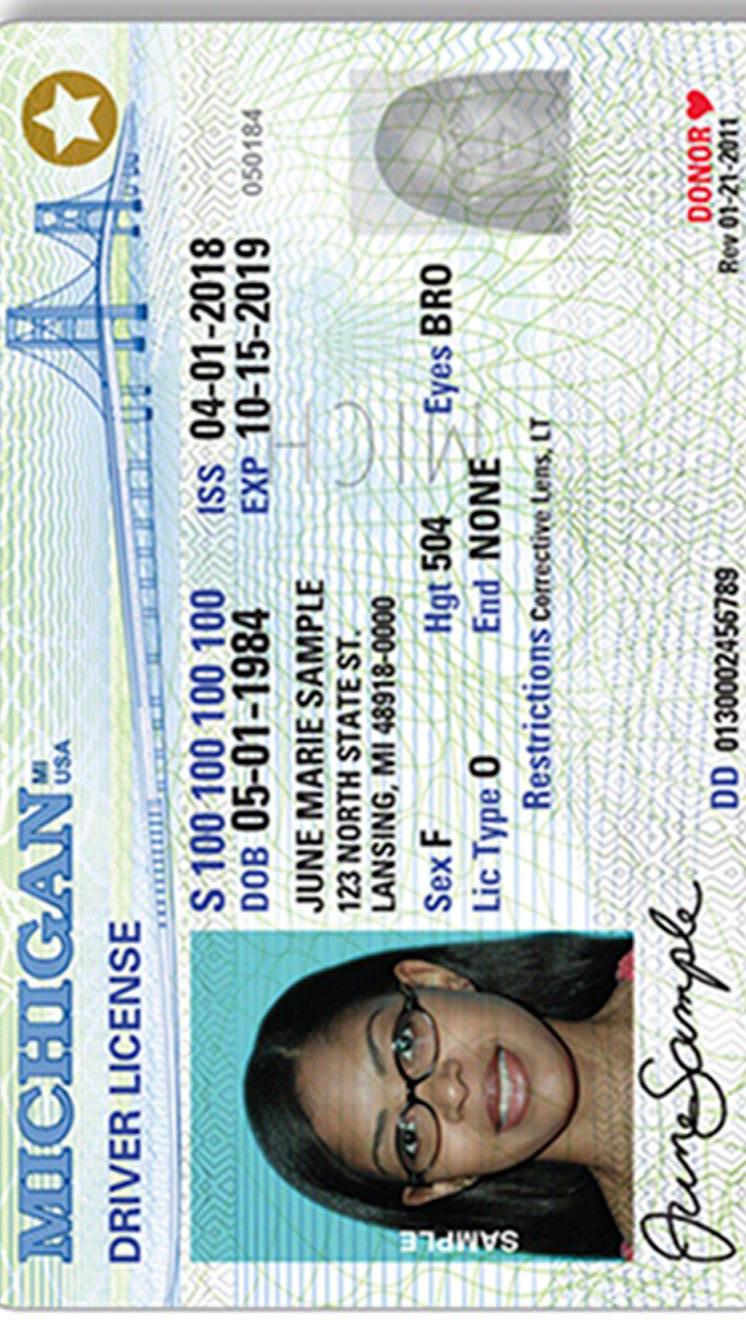 MICHIGAN MI
USA
DRIVER LICENSE
S 100 100 100 100 ISS 04-01-2018
DOB 05-01-1984 EXP 10-15-2019 050184
JUNE MARIE SAMPLE
123 NORTH STATE ST.
LANSING, MI 48918-0000
MICH
Sex F Hgt 504 Eyes BRO
Lic Type O End NONE
Restrictions Corrective Lens, LT
SAMPLE
June Sample
DONOR
DD 0130002456789 Rev 01-21-2011